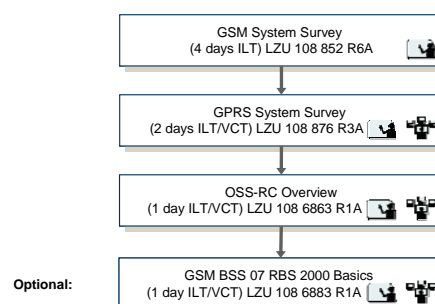 GSM System Survey
(4 days ILT) LZU 108 852 R6A
GPRS System Survey
(2 days ILT/VCT) LZU 108 876 R3A
OSS-RC Overview
(1 day ILT/VCT) LZU 108 6863 R1A
Optional:
GSM BSS 07 RBS 2000 Basics
(1 day ILT/VCT) LZU 108 6883 R1A